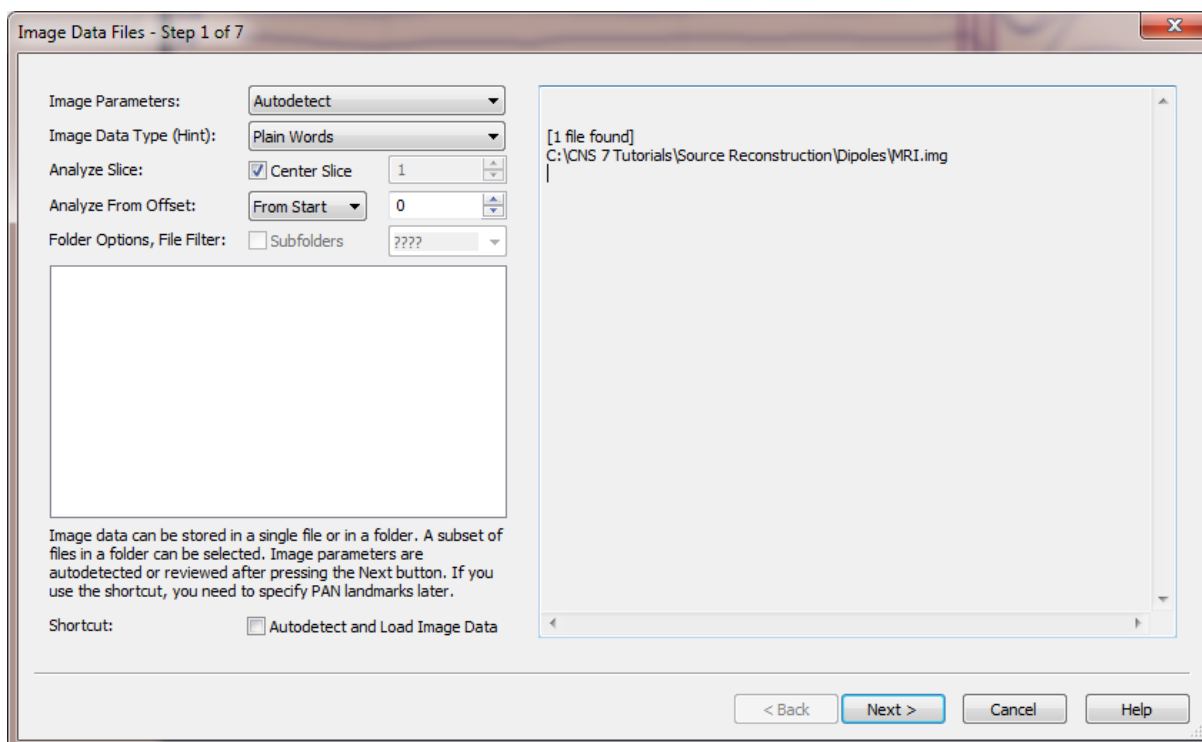 Image Data Files - Step 1 of 7
Image Parameters: Autodetect
Image Data Type (Hint): Plain Words
Analyze Slice: Center Slice 1
Analyze From Offset: From Start 0
Folder Options, File Filter: Subfolders ????
Image data can be stored in a single file or in a folder. A subset of
files in a folder can be selected. Image parameters are
autodetected or reviewed after pressing the Next button. If you
use the shortcut, you need to specify PAN landmarks later.
Shortcut: Autodetect and Load Image Data
[1 file found]
C:\CNS 7 Tutorials\Source Reconstruction\Dipoles\MRI.img
< Back Next > Cancel Help